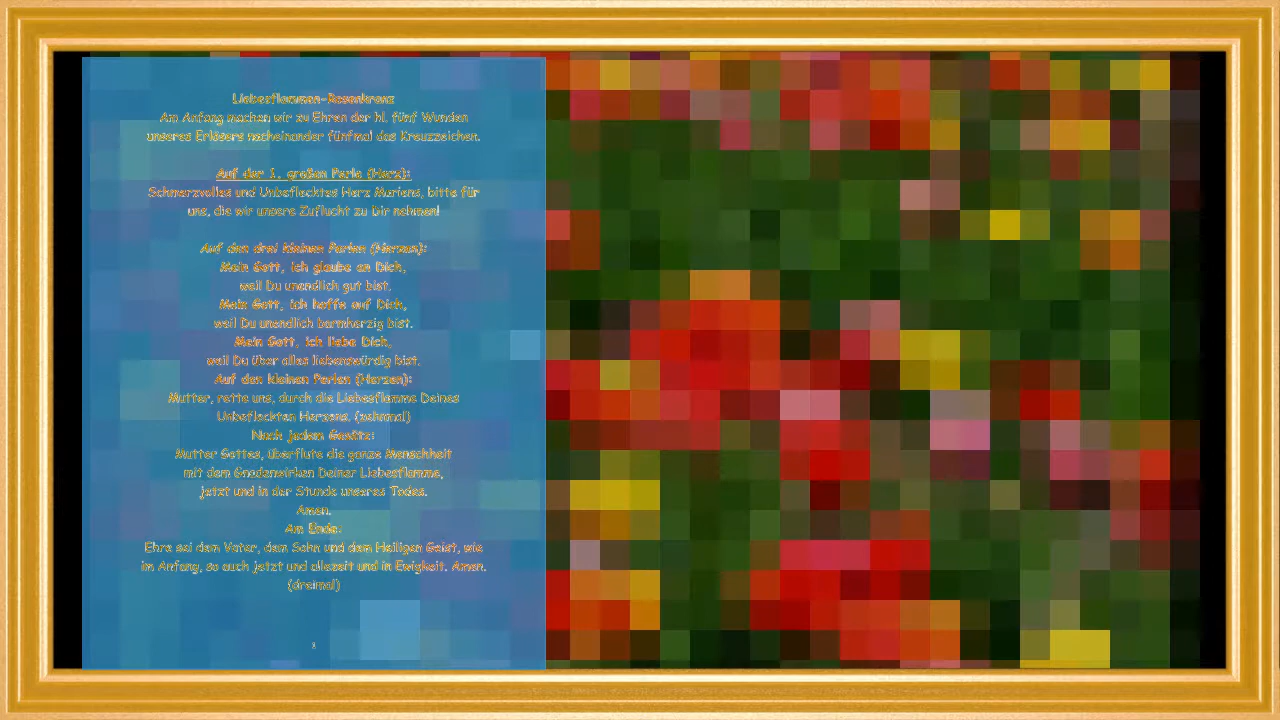 Liebesflammen-Rosenkranz
Am Anfang machen wir zu Ehren der hl. fünf Wunden
unseres Erlösers nacheinander fünfmal das Kreuzzeichen.
Auf der 1. großen Perle (Herz):
Schmerzvolles und Unbeflecktes Herz Mariens, bitte für
uns, die wir unsere Zuflucht zu Dir nehmen!
Auf den drei kleinen Perlen (Herzen):
Mein Gott, ich glaube an Dich,
weil Du unendlich gut bist.
Mein Gott, ich hoffe auf Dich,
weil Du unendlich barmherzig bist.
Mein Gott, ich liebe Dich,
weil Du über alles liebenswürdig bist.
Auf den kleinen Perlen (Herzen):
Mutter, rette uns, durch die Liebesflamme Deines
Unbefleckten Herzens. (zehnmal)
Nach jedem Gesätz:
Mutter Gottes, überflute die ganze Menschheit
mit dem Gnadenwirken Deiner Liebesflamme,
jetzt und in der Stunde unseres Todes.
Amen.
Am Ende:
Ehre sei dem Vater, dem Sohn und dem Heiligen Geist, wie
im Anfang, so auch jetzt und allezeit und in Ewigkeit. Amen.
(dreimal)